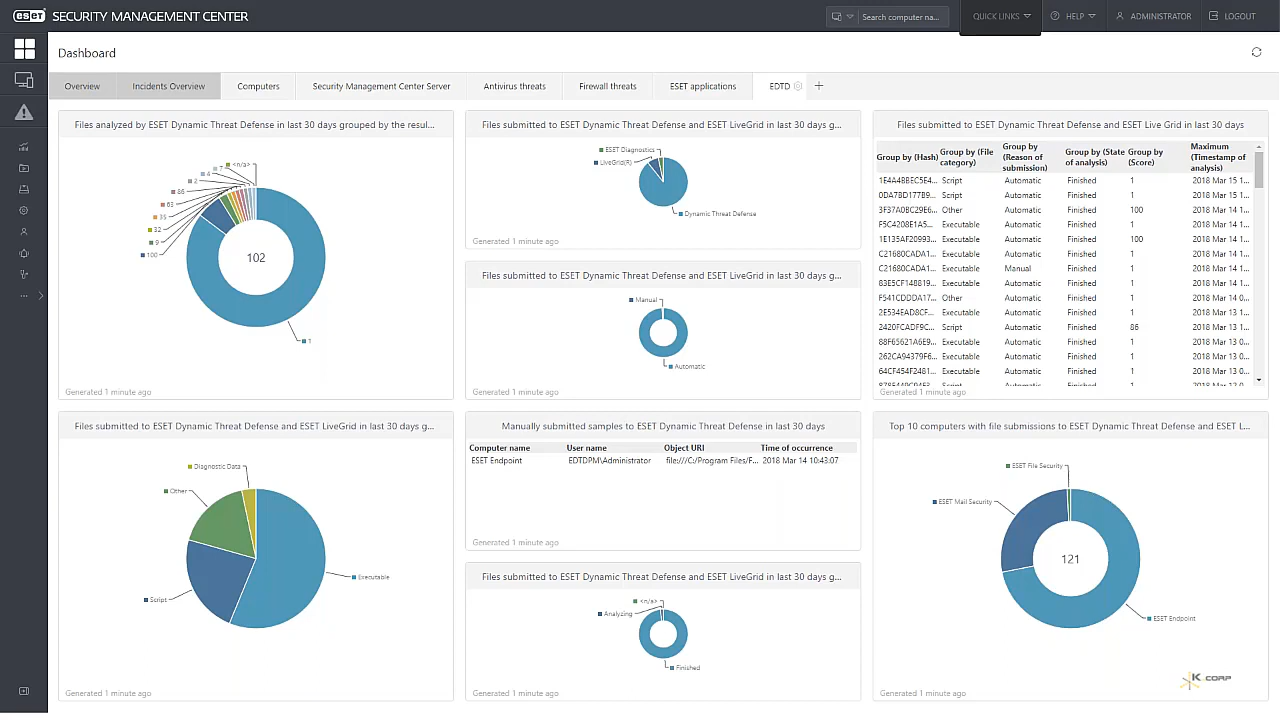 eset SECURITY MANAGEMENT CENTER
Search computer na...
QUICK LINKS
HELP
ADMINISTRATOR
LOGOUT
Dashboard
Overview
Incidents Overview
Computers
Security Management Center Server
Antivirus threats
Firewall threats
ESET applications
EDTD
Files analyzed by ESET Dynamic Threat Defense in last 30 days grouped by the resul...
<n/a>
7
4
2
86
63
35
32
9
100
102
1
Generated 1 minute ago
Files submitted to ESET Dynamic Threat Defense and ESET LiveGrid in last 30 days g...
ESET Diagnostics
LiveGrid(R)
Dynamic Threat Defense
Generated 1 minute ago
Files submitted to ESET Dynamic Threat Defense and ESET LiveGrid in last 30 days g...
Manual
Automatic
Generated 1 minute ago
Files submitted to ESET Dynamic Threat Defense and ESET Live Grid in last 30 days
Group by (Hash) Group by (File category) Group by (Reason of submission) Group by (State of analysis) Group by (Score) Maximum (Timestamp of analysis)
1E4A4BBEC5E4... Script Automatic Finished 1 2018 Mar 15 1...
0DA7BD177B9... Script Automatic Finished 1 2018 Mar 15 1...
3F37A0BC29E6... Other Automatic Finished 100 2018 Mar 14 1...
F5C4208E1A5... Executable Automatic Finished 1 2018 Mar 14 1...
1E135AF20993... Executable Automatic Finished 100 2018 Mar 14 1...
C21680CADA1... Executable Automatic Finished 1 2018 Mar 14 1...
C21680CADA1... Executable Manual Finished 1 2018 Mar 14 1...
83E5CF148819... Executable Automatic Finished 1 2018 Mar 14 1...
F541CDDDA17... Other Automatic Finished 1 2018 Mar 14 0...
2E534EAD8CF... Executable Automatic Finished 1 2018 Mar 13 1...
2420FCADF9C... Script Automatic Finished 86 2018 Mar 13 1...
88F65621A6E9... Executable Automatic Finished 1 2018 Mar 13 0...
262CA94379F6... Executable Automatic Finished 1 2018 Mar 13 0...
64CF454F2481... Executable Automatic Finished 1 2018 Mar 13 0...
Script Automatic Finished 1 2018 Mar 12 0...
Generated 1 minute ago
Files submitted to ESET Dynamic Threat Defense and ESET LiveGrid in last 30 days g...
Diagnostic Data
Other
Executable
Script
Generated 1 minute ago
Manually submitted samples to ESET Dynamic Threat Defense in last 30 days
Computer name User name Object URI Time of occurrence
ESET Endpoint EDTDPM\Administrator file:///C:/Program Files/F... 2018 Mar 14 10:43:07
Generated 1 minute ago
Files submitted to ESET Dynamic Threat Defense and ESET LiveGrid in last 30 days g...
<n/a>
Analyzing
Finished
Generated 1 minute ago
Top 10 computers with file submissions to ESET Dynamic Threat Defense and ESET L...
ESET File Security
ESET Mail Security
121
ESET Endpoint
K CORP
Generated 1 minute ago